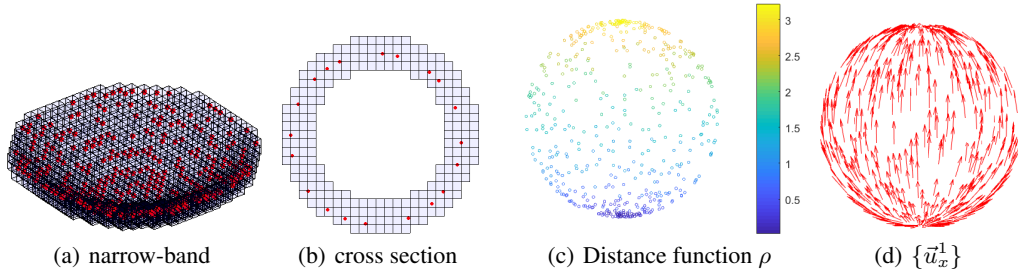 3
2.5
2
1.5
1
0.5
(a) narrow-band
(b) cross section
(c) Distance function ρ
(d) {u⃗ₓ¹}